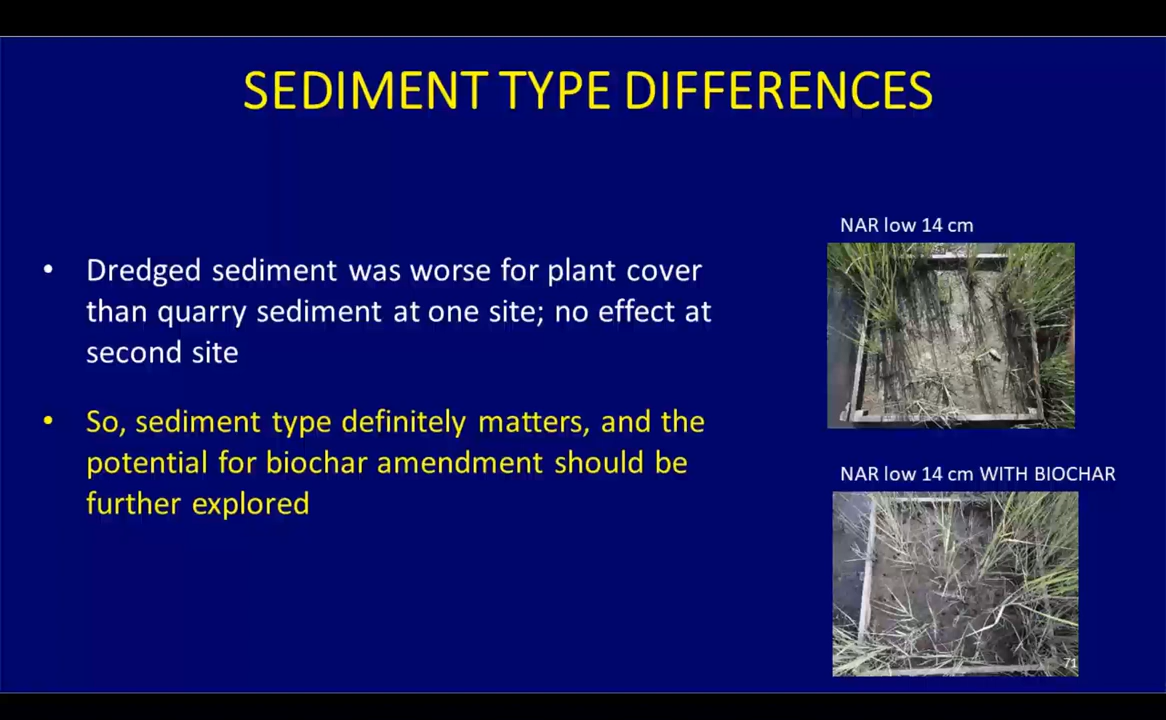 SEDIMENT TYPE DIFFERENCES
• Dredged sediment was worse for plant cover
than quarry sediment at one site; no effect at
second site
• So, sediment type definitely matters, and the
potential for biochar amendment should be
further explored
NAR low 14 cm
NAR low 14 cm WITH BIOCHAR
71